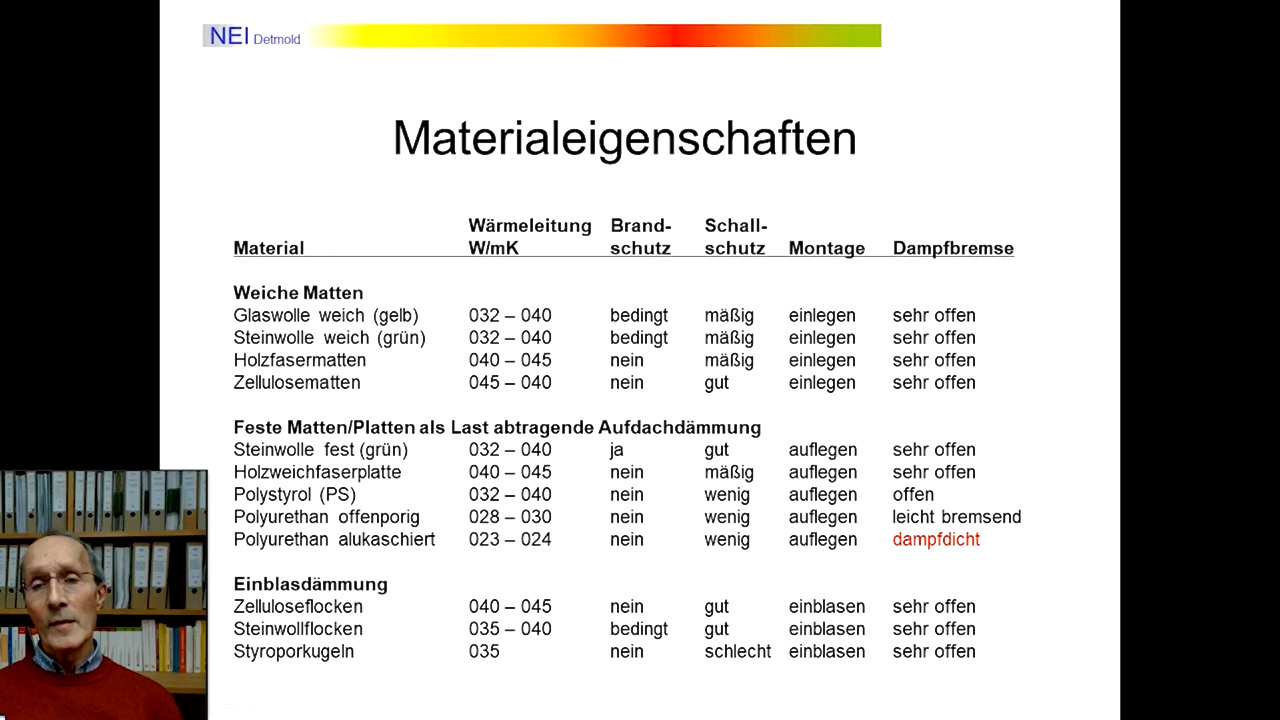 NEI Detmold
Materialeigenschaften
Wärmeleitung Brand- Schall-
Material W/mK schutz schutz Montage Dampfbremse
Weiche Matten
Glaswolle weich (gelb) 032 – 040 bedingt mäßig einlegen sehr offen
Steinwolle weich (grün) 032 – 040 bedingt mäßig einlegen sehr offen
Holzfasermatten 040 – 045 nein mäßig einlegen sehr offen
Zellulosematten 045 – 040 nein gut einlegen sehr offen
Feste Matten/Platten als Last abtragende Aufdachdämmung
Steinwolle fest (grün) 032 – 040 ja gut auflegen sehr offen
Holzweichfaserplatte 040 – 045 nein mäßig auflegen sehr offen
Polystyrol (PS) 032 – 040 nein wenig auflegen offen
Polyurethan offenporig 028 – 030 nein wenig auflegen leicht bremsend
Polyurethan alukaschiert 023 – 024 nein wenig auflegen dampfdicht
Einblasdämmung
Zelluloseflocken 040 – 045 nein gut einblasen sehr offen
Steinwollflocken 035 – 040 bedingt gut einblasen sehr offen
Styroporkugeln 035 nein schlecht einblasen sehr offen